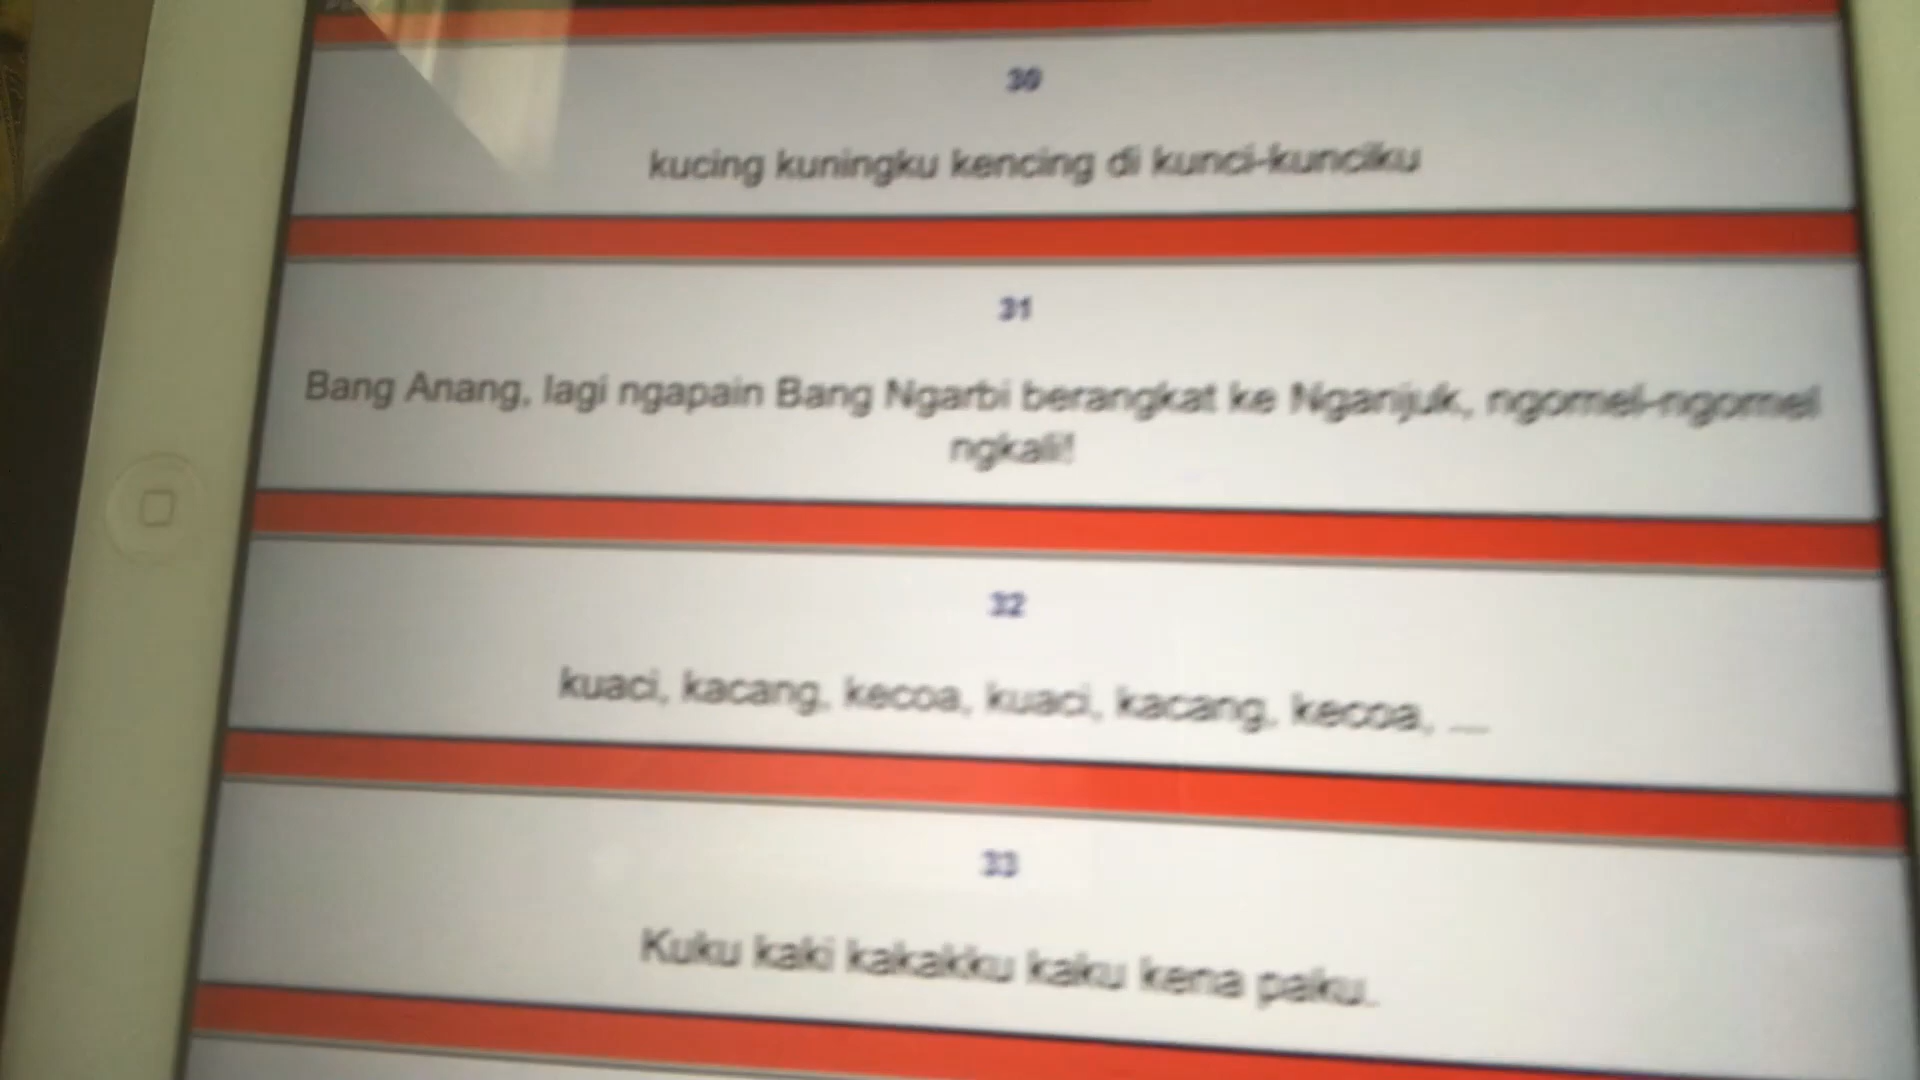 30
kucing kuningku kencing di kunci-kunciku
31
Bang Anang, lagi ngapain Bang Ngarbi berangkat ke Nganjuk, ngomel-ngomel
ngkali!
32
kuaci, kacang, kecoa, kuaci, kacang, kecoa, ....
33
Kuku kaki kakakku kaku kena paku.